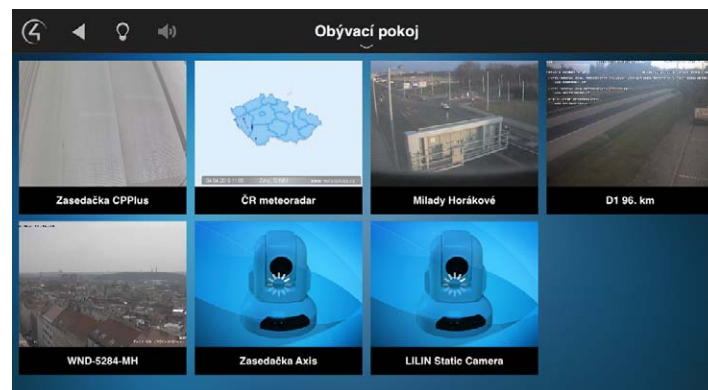 Obývací pokoj
Zasedačka CPPlus
ČR meteoradar
Milady Horákové
D1 96. km
WND-5284-MH
Zasedačka Axis
LILIN Static Camera